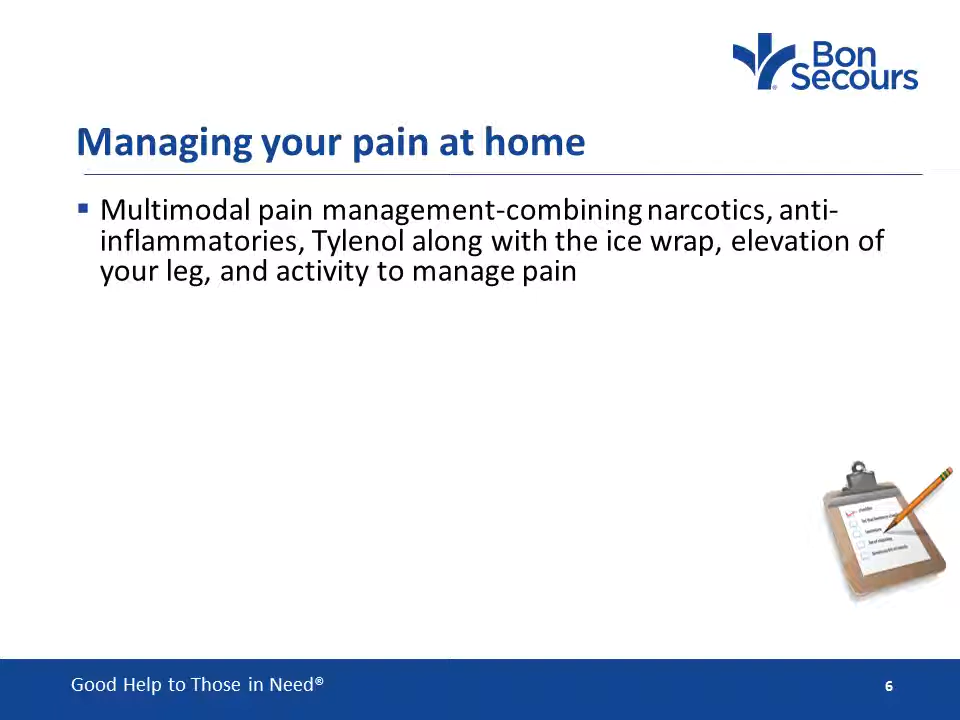 Bon
Secours
Managing your pain at home
Multimodal pain management-combining narcotics, anti-
inflammatories, Tylenol along with the ice wrap, elevation of
your leg, and activity to manage pain
Good Help to Those in Need®
6